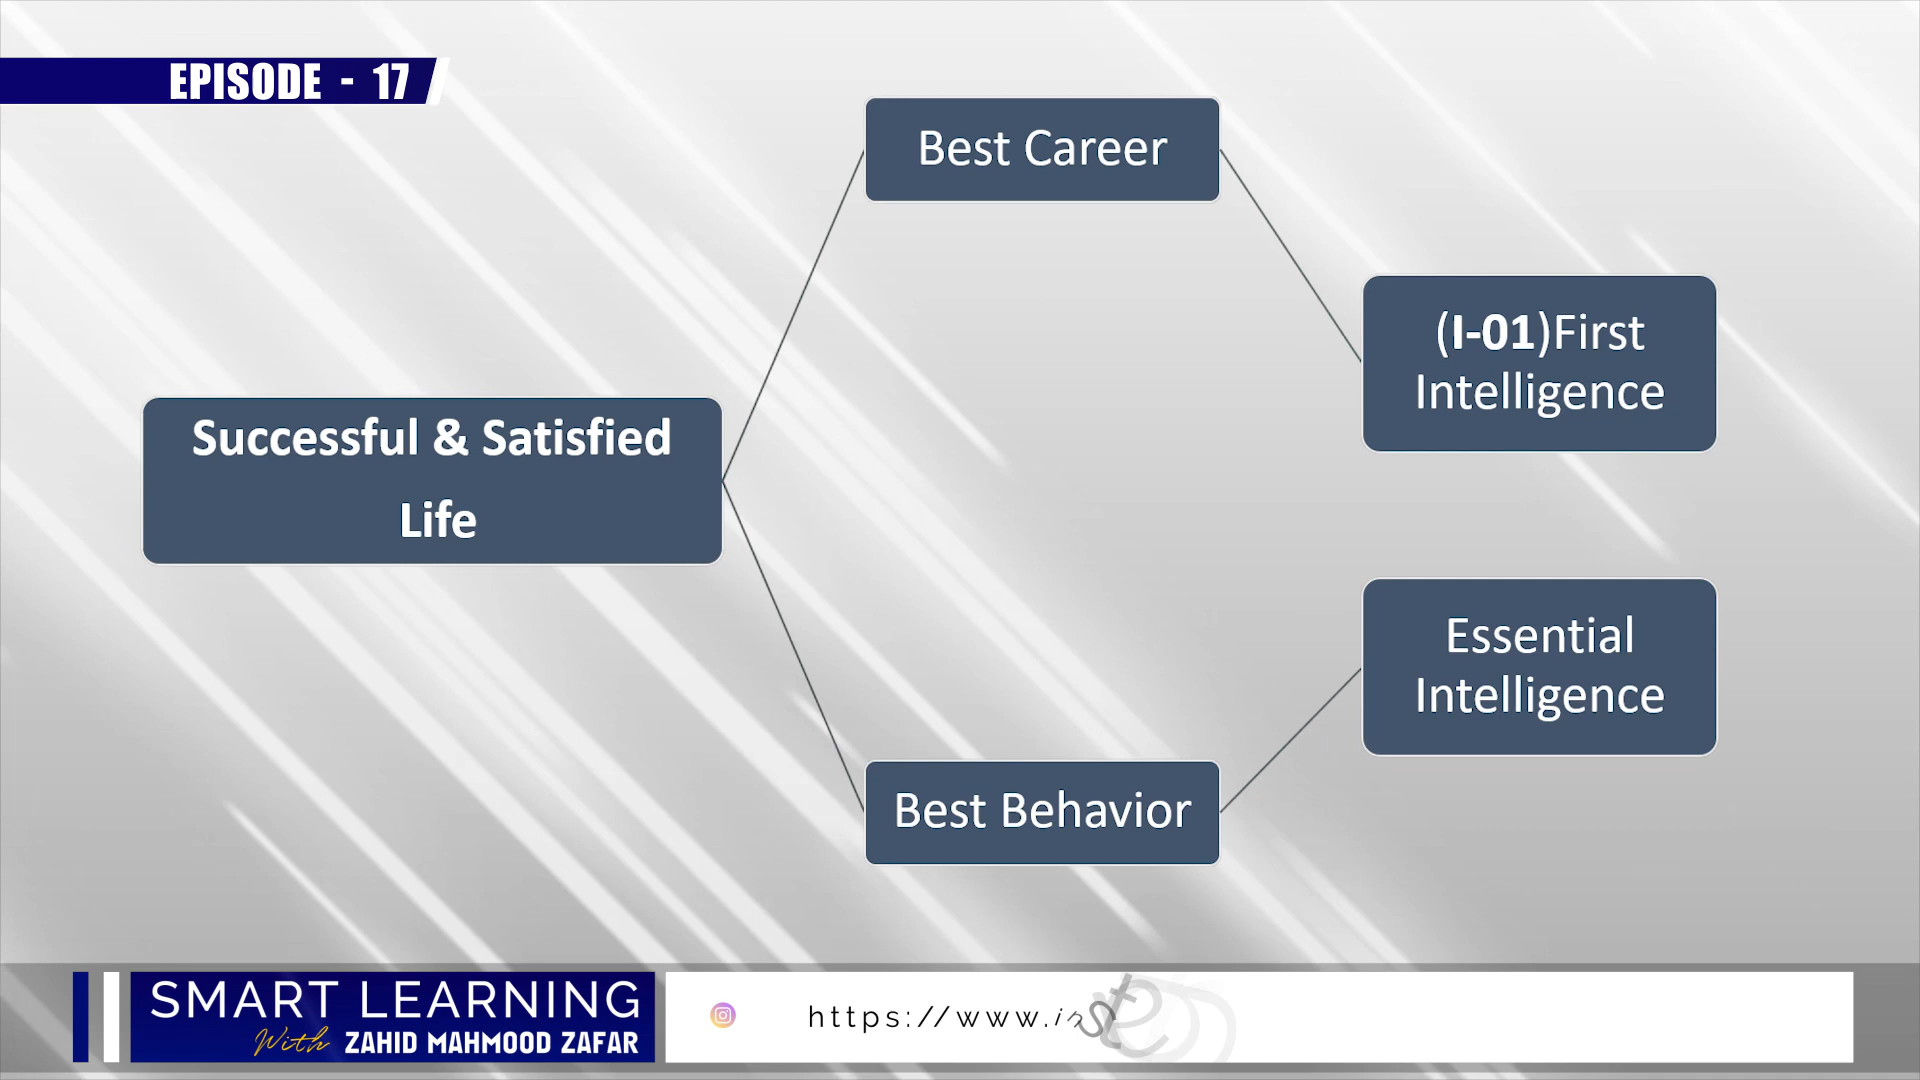 EPISODE - 17
Best Career
(I-01)First
Intelligence
Successful & Satisfied
Life
Essential
Intelligence
Best Behavior
SMART LEARNING
With ZAHID MAHMOOD ZAFAR
https://www.inst